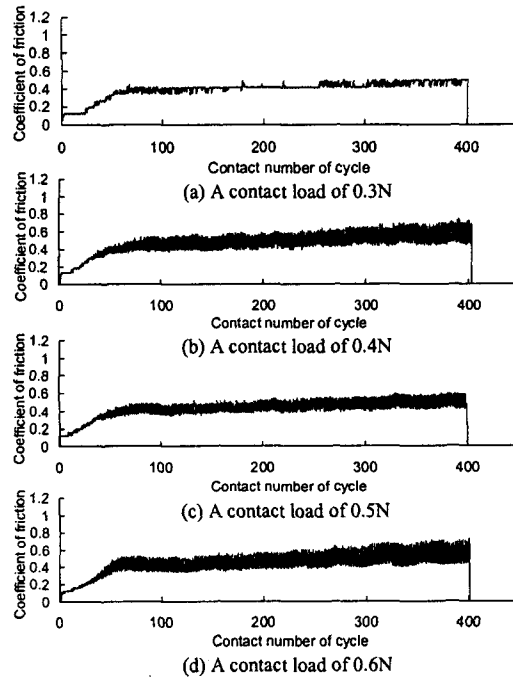 Coefficient of friction
1.2
1
0.8
0.6
0.4
0.2
0
0 100 200 300 400
Contact number of cycle
(a) A contact load of 0.3N
Coefficient of friction
1.2
1
0.8
0.6
0.4
0.2
0
0 100 200 300 400
Contact number of cycle
(b) A contact load of 0.4N
Coefficient of friction
1.2
1
0.8
0.6
0.4
0.2
0
0 100 200 300 400
Contact number of cycle
(c) A contact load of 0.5N
Coefficient of friction
1.2
1
0.8
0.6
0.4
0.2
0
0 100 200 300 400
Contact number of cycle
(d) A contact load of 0.6N